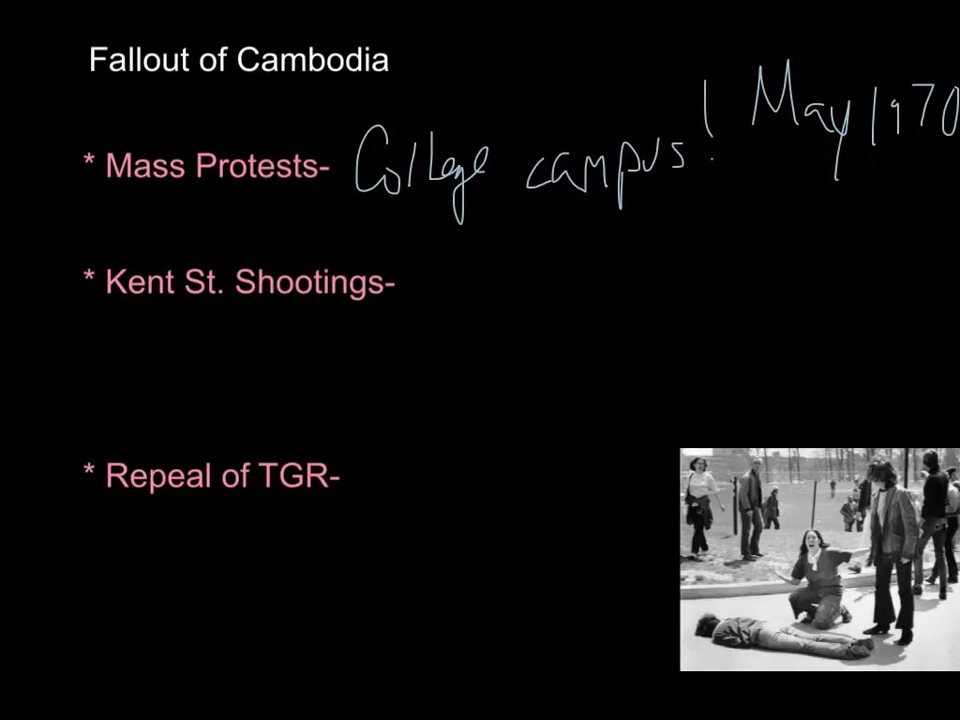 Fallout of Cambodia
* Mass Protests- College campus! May 1970
* Kent St. Shootings-
* Repeal of TGR-